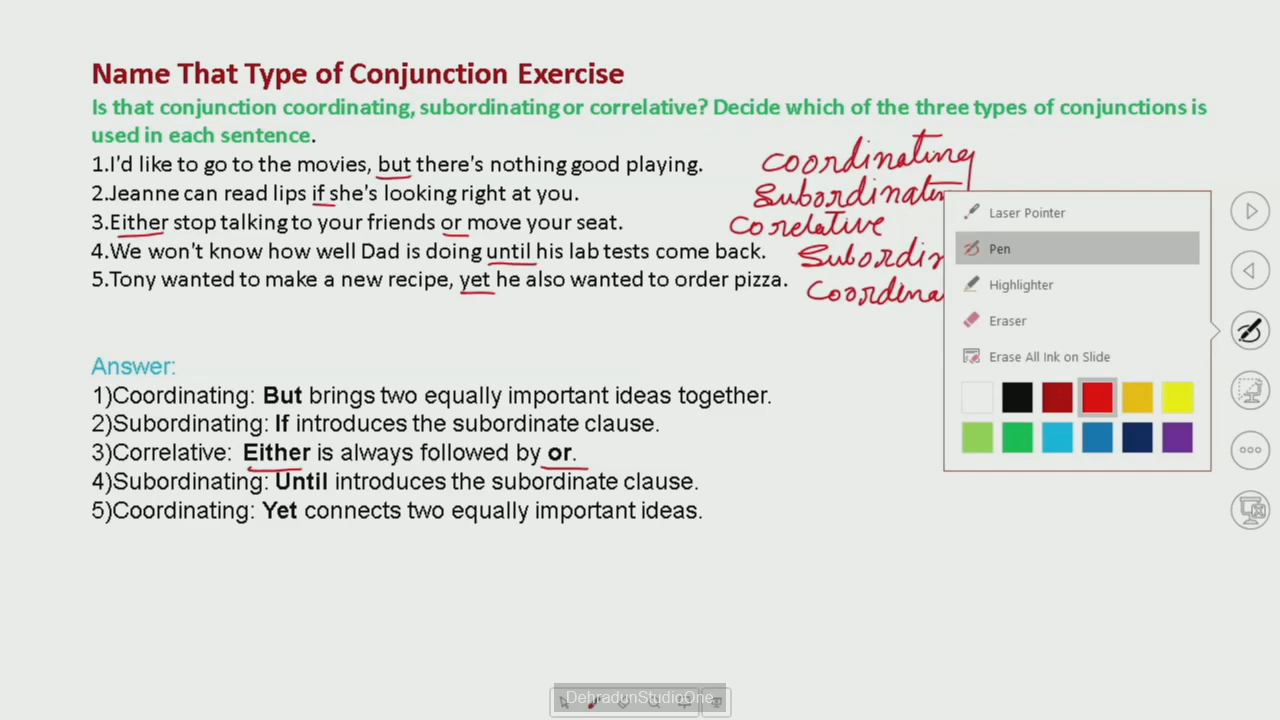 Name That Type of Conjunction Exercise
Is that conjunction coordinating, subordinating or correlative? Decide which of the three types of conjunctions is
used in each sentence.
1.I'd like to go to the movies, but there's nothing good playing. coordinating
2.Jeanne can read lips if she's looking right at you. Subordinatin
3.Either stop talking to your friends or move your seat. Corelative
4.We won't know how well Dad is doing until his lab tests come back. Subordin
5.Tony wanted to make a new recipe, yet he also wanted to order pizza. Coordina
Laser Pointer
Pen
Highlighter
Eraser
Erase All Ink on Slide
Answer:
1)Coordinating: But brings two equally important ideas together.
2)Subordinating: If introduces the subordinate clause.
3)Correlative: Either is always followed by or.
4)Subordinating: Until introduces the subordinate clause.
5)Coordinating: Yet connects two equally important ideas.
DehradunStudioOne